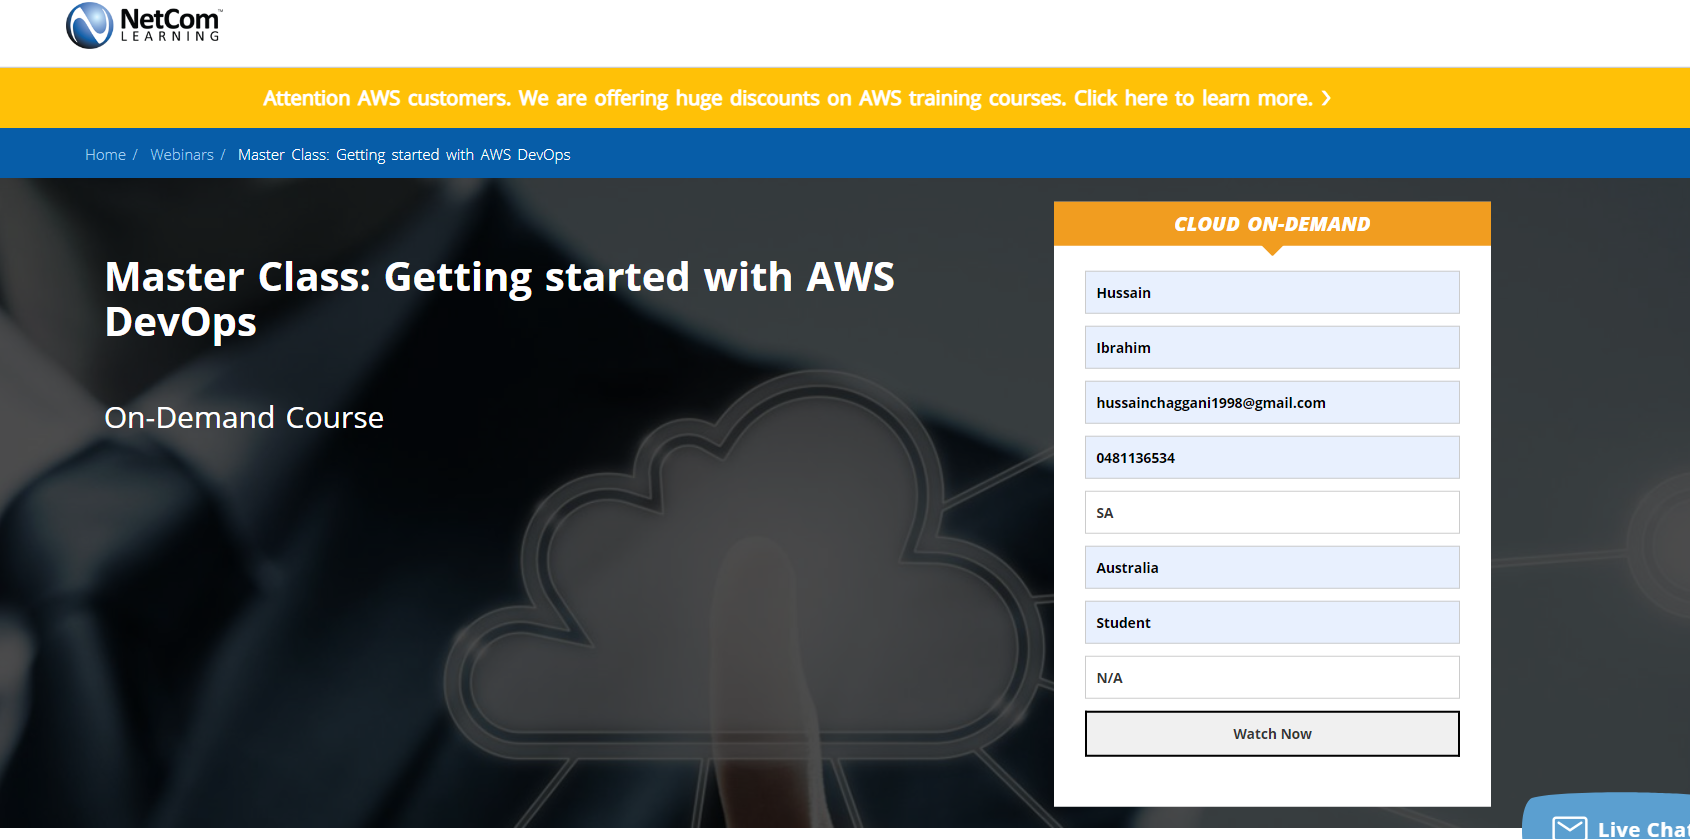 NetCom™
LEARNING
Attention AWS customers. We are offering huge discounts on AWS training courses. Click here to learn more. ❯
Home / Webinars / Master Class: Getting started with AWS DevOps
Master Class: Getting started with AWS
DevOps
On-Demand Course
CLOUD ON-DEMAND
Hussain
Ibrahim
hussainchaggani1998@gmail.com
0481136534
SA
Australia
Student
N/A
Watch Now
Live Chat